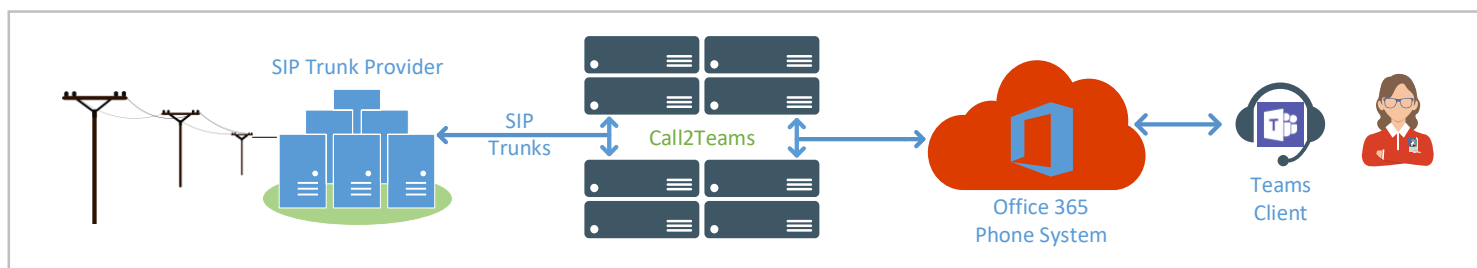 SIP Trunk Provider
SIP
Trunks
Call2Teams
Office 365
Phone System
T
Teams
Client